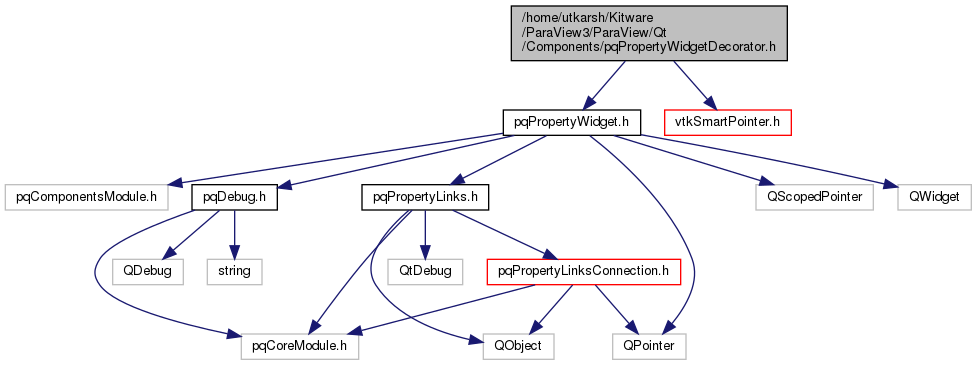 /home/utkarsh/Kitware
/ParaView3/ParaView/Qt
/Components/pqPropertyWidgetDecorator.h
pqPropertyWidget.h
vtkSmartPointer.h
pqComponentsModule.h
pqDebug.h
pqPropertyLinks.h
QScopedPointer
QWidget
QDebug
string
QtDebug
pqPropertyLinksConnection.h
pqCoreModule.h
QObject
QPointer